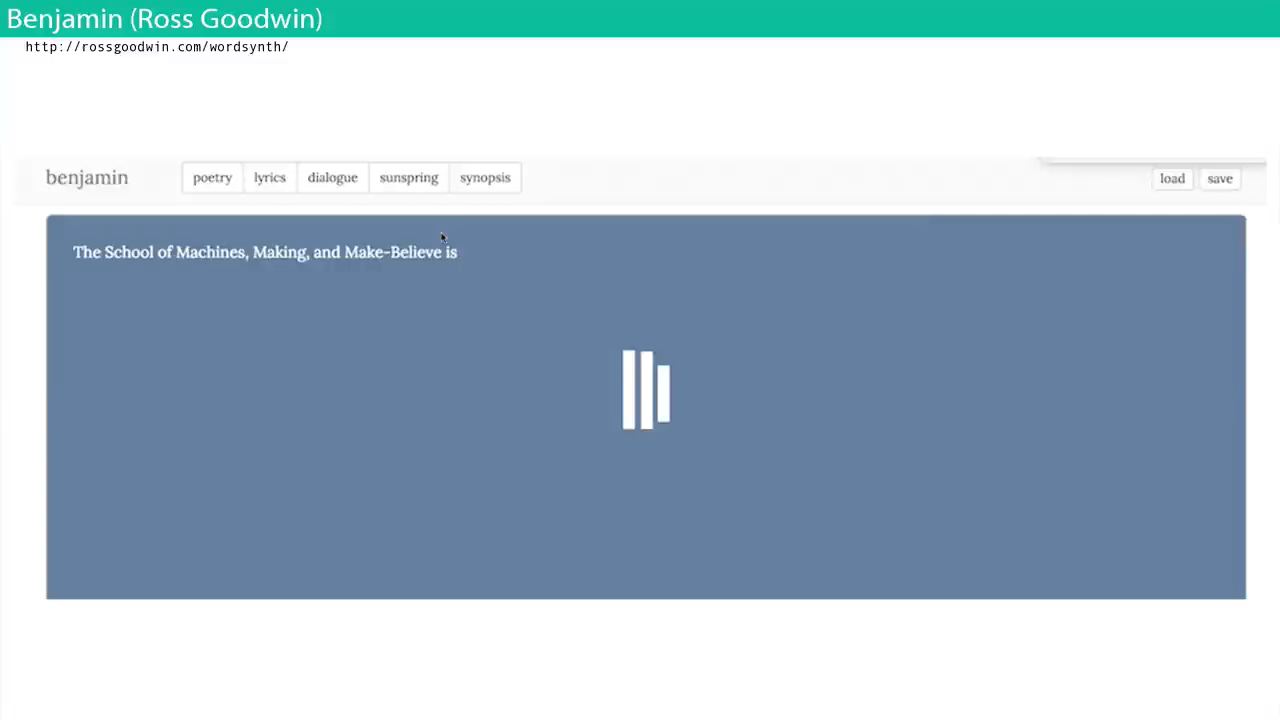 Benjamin (Ross Goodwin)
http://rossgoodwin.com/wordsynth/
benjamin poetry lyrics dialogue sunspring synopsis load save
The School of Machines, Making, and Make-Believe is